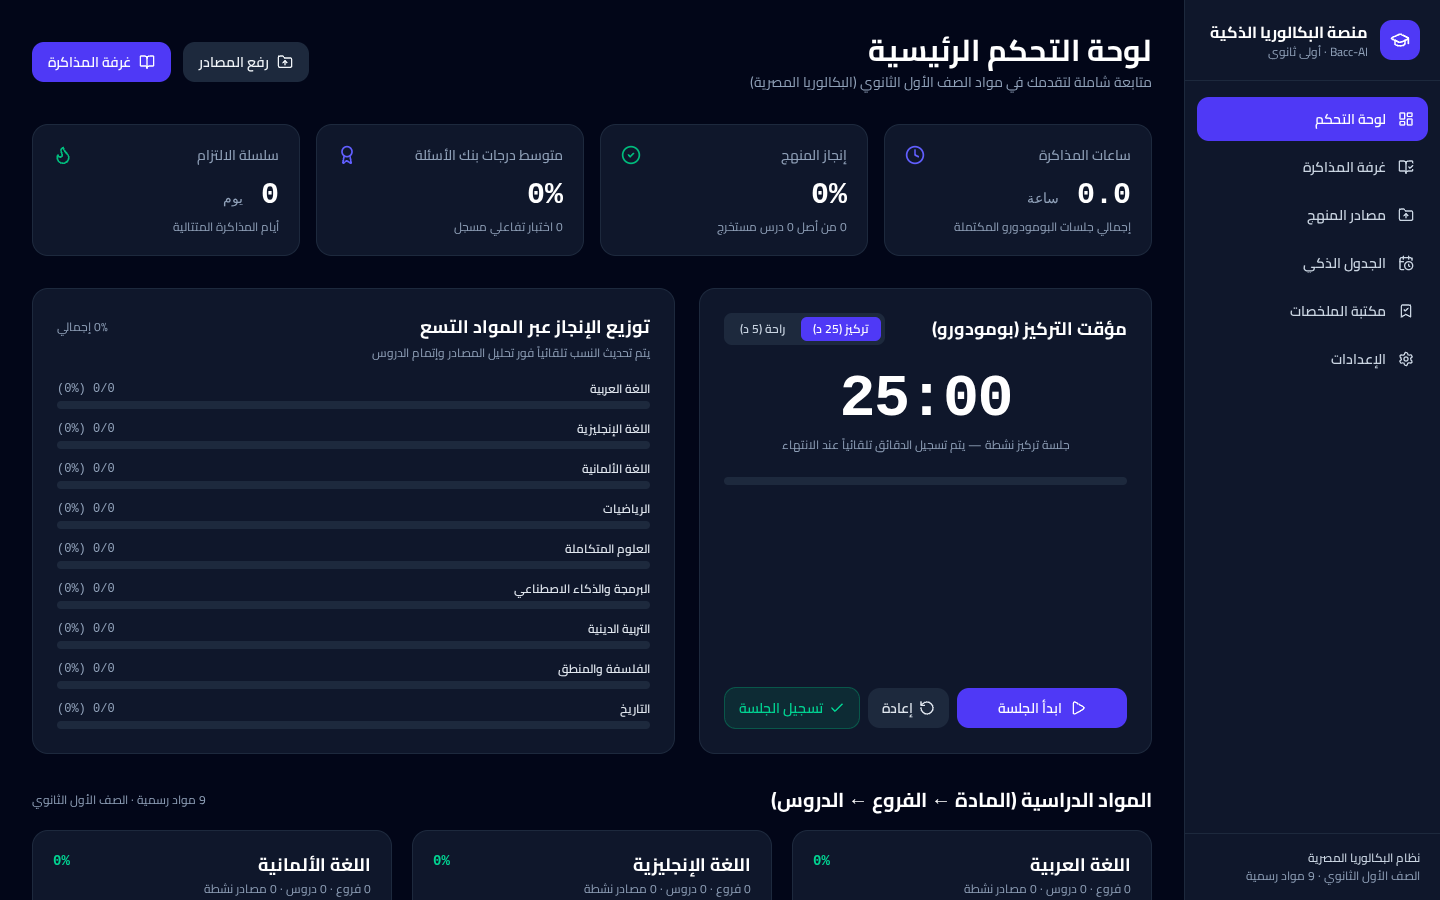 منصة البكالوريا الذكية
Bacc-AI · أولى ثانوى
لوحة التحكم
غرفة المذاكرة
مصادر المنهج
الجدول الذكي
مكتبة الملخصات
الإعدادات
نظام البكالوريا المصرية
الصف الأول الثانوي · 9 مواد رسمية
لوحة التحكم الرئيسية
متابعة شاملة لتقدمك في مواد الصف الأول الثانوي (البكالوريا المصرية)
رفع المصادر
غرفة المذاكرة
ساعات المذاكرة
0.0 ساعة
إجمالي جلسات البومودورو المكتملة
إنجاز المنهج
0%
0 من أصل 0 درس مستخرج
متوسط درجات بنك الأسئلة
0%
0 اختبار تفاعلي مسجل
سلسلة الالتزام
0 يوم
أيام المذاكرة المتتالية
مؤقت التركيز (بومودورو)
تركيز (25 د)
راحة (5 د)
25:00
جلسة تركيز نشطة — يتم تسجيل الدقائق تلقائياً عند الانتهاء
ابدأ الجلسة
إعادة
تسجيل الجلسة
توزيع الإنجاز عبر المواد التسع
0% إجمالي
يتم تحديث النسب تلقائياً فور تحليل المصادر وإتمام الدروس
اللغة العربية
0/0 (0%)
اللغة الإنجليزية
0/0 (0%)
اللغة الألمانية
0/0 (0%)
الرياضيات
0/0 (0%)
العلوم المتكاملة
0/0 (0%)
البرمجة والذكاء الاصطناعي
0/0 (0%)
التربية الدينية
0/0 (0%)
الفلسفة والمنطق
0/0 (0%)
التاريخ
0/0 (0%)
المواد الدراسية (المادة ← الفروع ← الدروس)
9 مواد رسمية · الصف الأول الثانوي
اللغة العربية
0%
0 فروع · 0 دروس · 0 مصادر نشطة
اللغة الإنجليزية
0%
0 فروع · 0 دروس · 0 مصادر نشطة
اللغة الألمانية
0%
0 فروع · 0 دروس · 0 مصادر نشطة